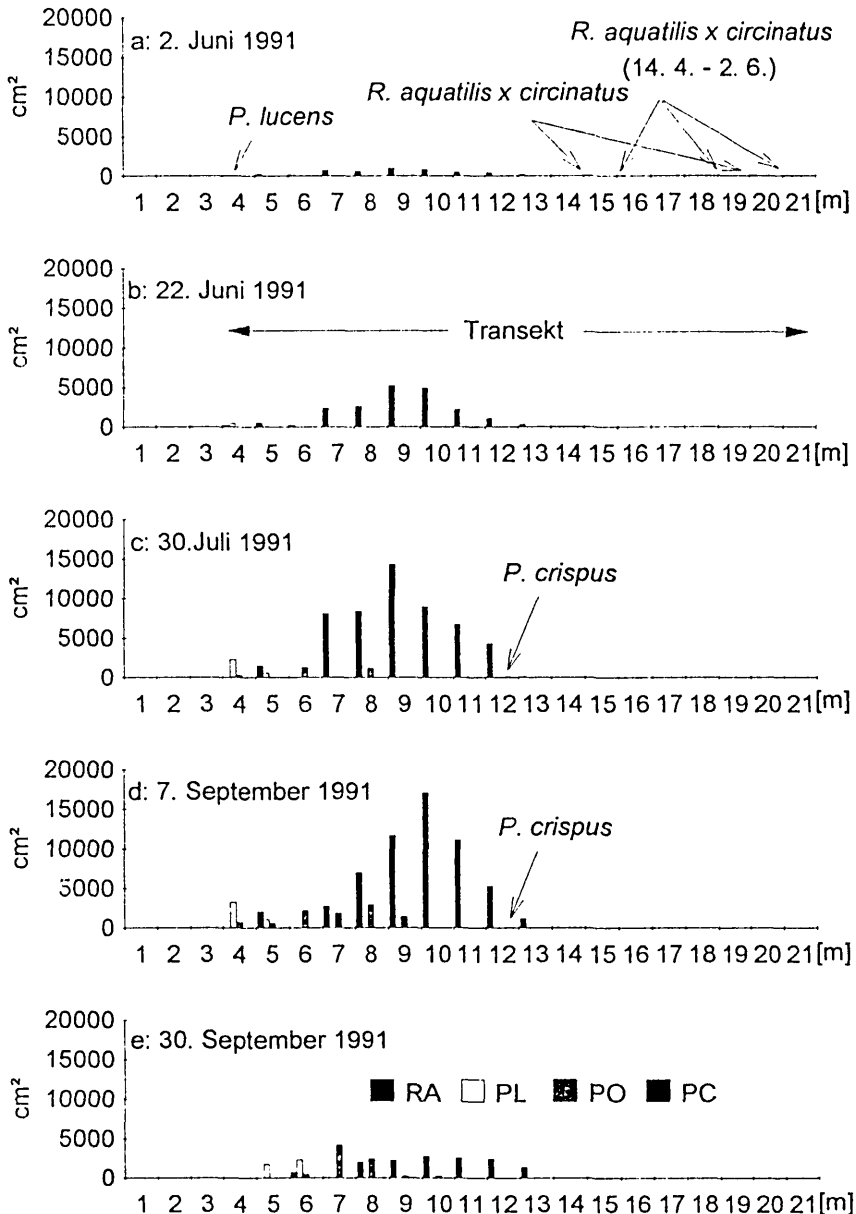 20000
15000
10000
5000
0
cm²
a: 2. Juni 1991
R. aquatilis x circinatus
(14. 4. - 2. 6.)
R. aquatilis x circinatus
P. lucens
1 2 3 4 5 6 7 8 9 10 11 12 13 14 15 16 17 18 19 20 21[m]
20000
15000
10000
5000
0
cm²
b: 22. Juni 1991
Transekt
1 2 3 4 5 6 7 8 9 10 11 12 13 14 15 16 17 18 19 20 21[m]
20000
15000
10000
5000
0
cm²
c: 30.Juli 1991
P. crispus
1 2 3 4 5 6 7 8 9 10 11 12 13 14 15 16 17 18 19 20 21[m]
20000
15000
10000
5000
0
cm²
d: 7. September 1991
P. crispus
1 2 3 4 5 6 7 8 9 10 11 12 13 14 15 16 17 18 19 20 21[m]
20000
15000
10000
5000
0
cm²
e: 30. September 1991
RA PL PO PC
1 2 3 4 5 6 7 8 9 10 11 12 13 14 15 16 17 18 19 20 21[m]